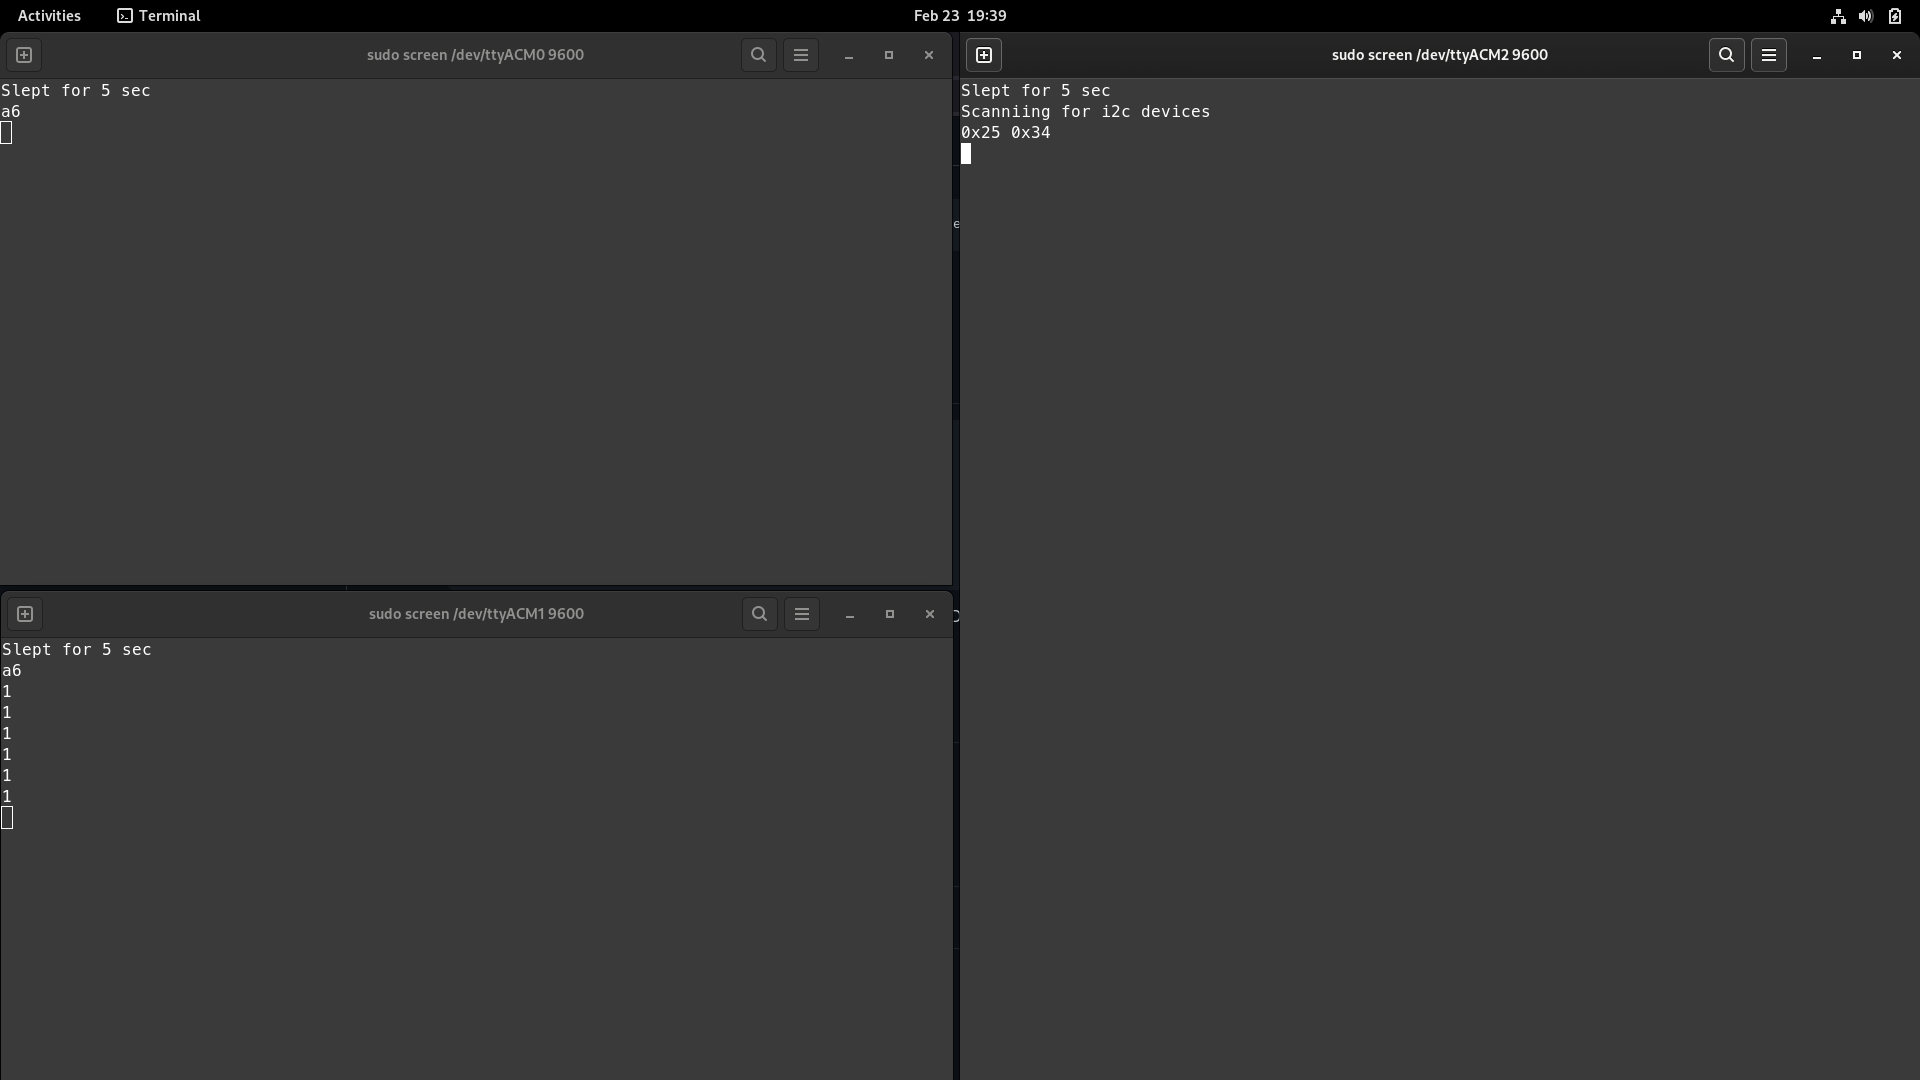 Activities Terminal Feb 23 19:39
sudo screen /dev/ttyACM0 9600
Slept for 5 sec
a6
sudo screen /dev/ttyACM1 9600
Slept for 5 sec
a6
1
1
1
1
1
1
sudo screen /dev/ttyACM2 9600
Slept for 5 sec
Scanniing for i2c devices
0x25 0x34